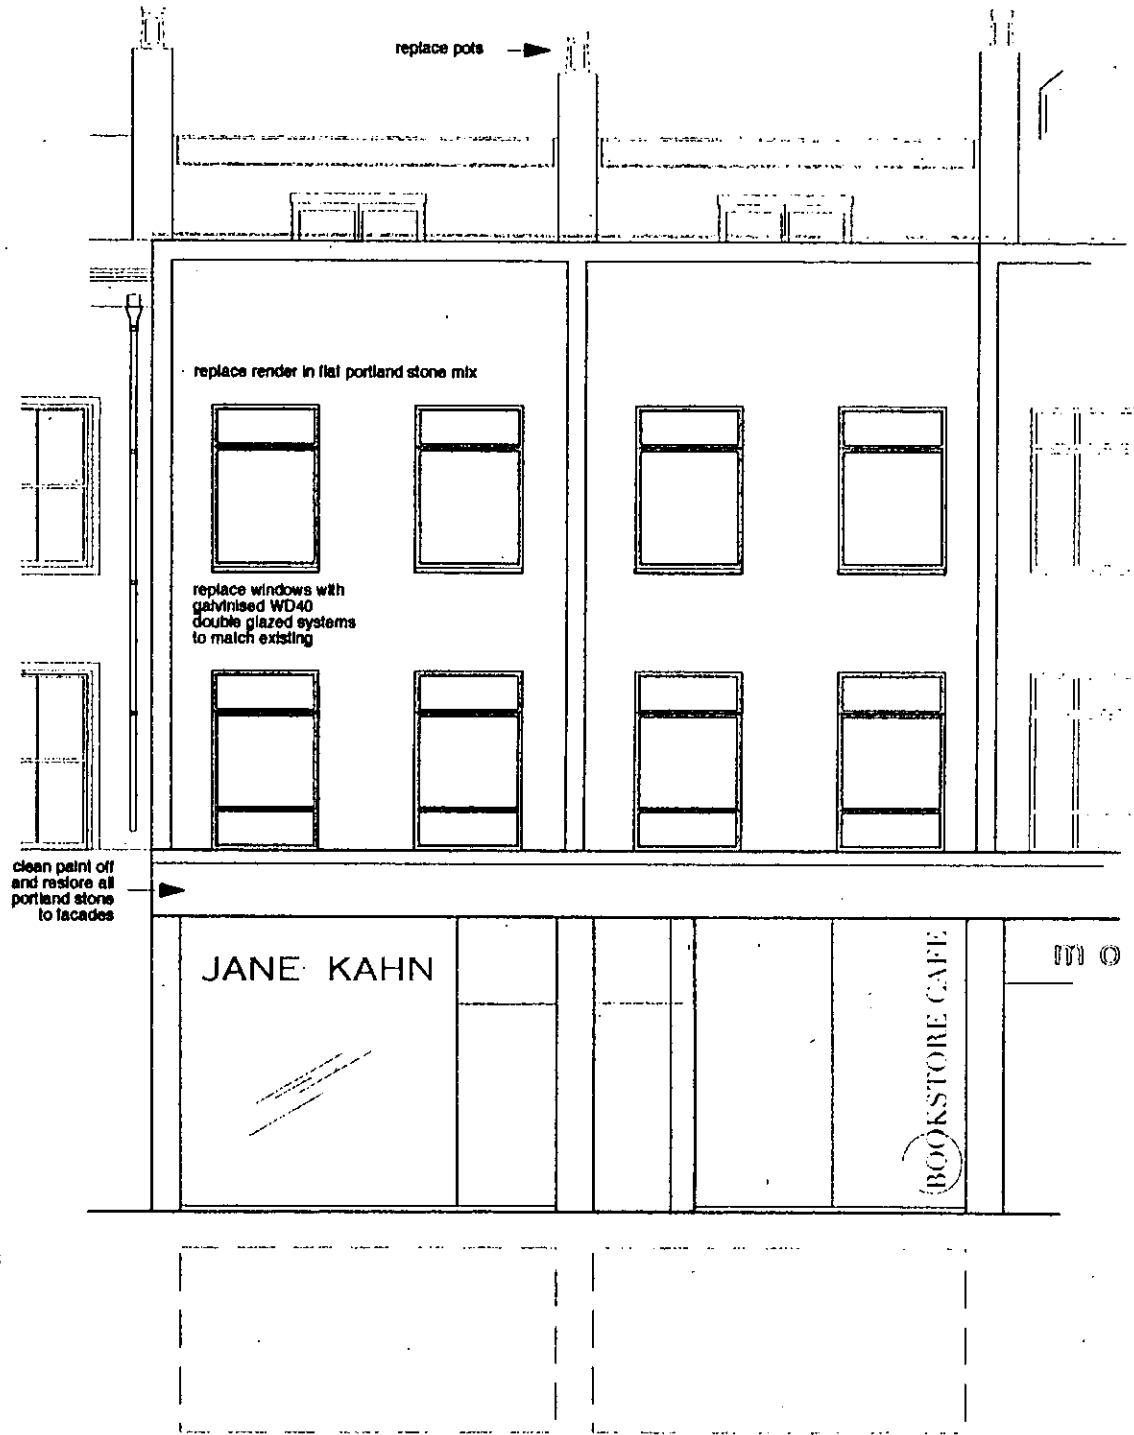 replace pots
replace render in flat portland stone mix
replace windows with
galvinised WD40
double glazed systems
to match existing
clean paint off
and restore all
portland stone
to facades
JANE KAHN
BOOKSTORE CAFE
mo